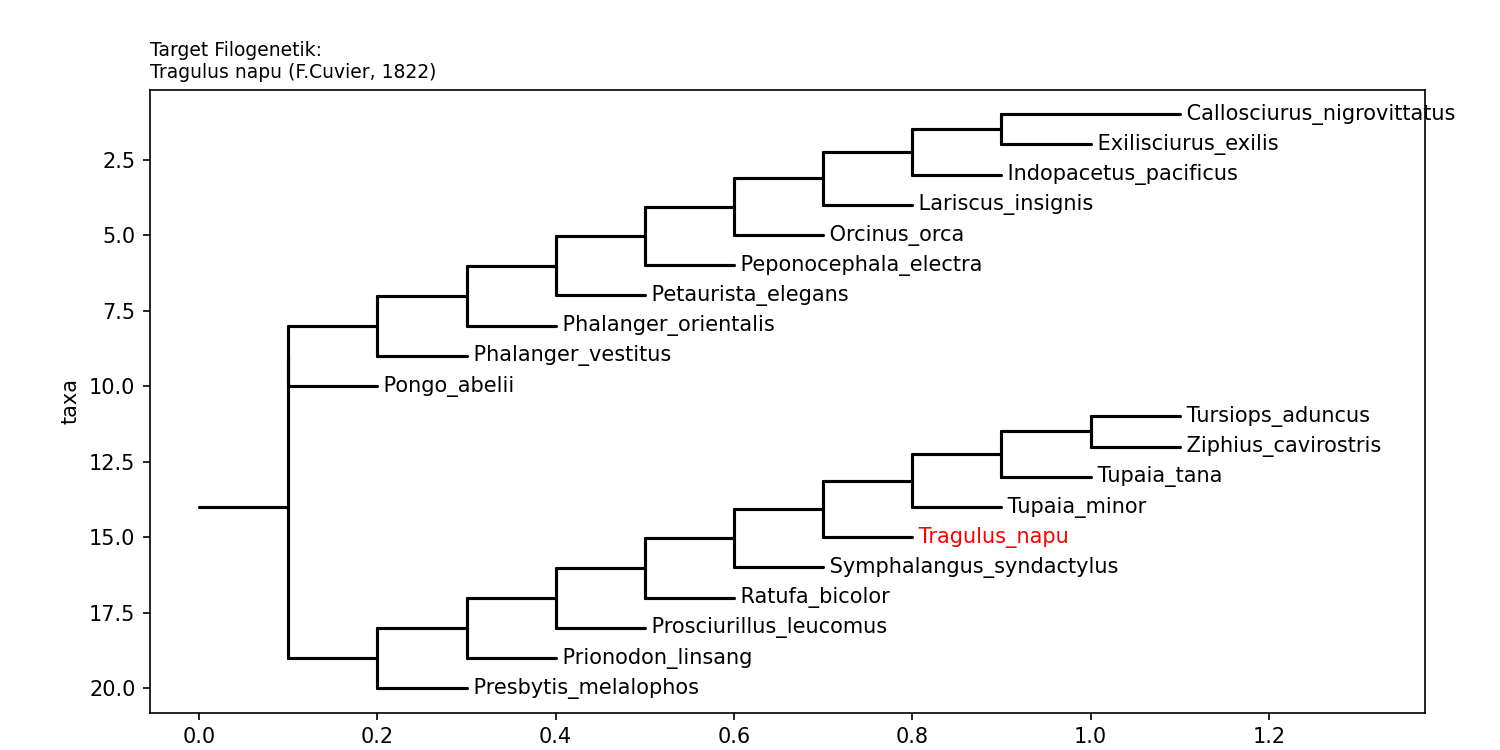 Target Filogenetik:
Tragulus napu (F.Cuvier, 1822)
Callosciurus_nigrovittatus
Exilisciurus_exilis
2.5
Indopacetus_pacificus
Lariscus_insignis
5.0
Orcinus_orca
Peponocephala_electra
Petaurista_elegans
7.5
Phalanger_orientalis
Phalanger_vestitus
taxa
10.0
Pongo_abelii
Tursiops_aduncus
Ziphius_cavirostris
12.5
Tupaia_tana
Tupaia_minor
15.0
Tragulus_napu
Symphalangus_syndactylus
Ratufa_bicolor
17.5
Prosciurillus_leucomus
Prionodon_linsang
20.0
Presbytis_melalophos
0.0 0.2 0.4 0.6 0.8 1.0 1.2